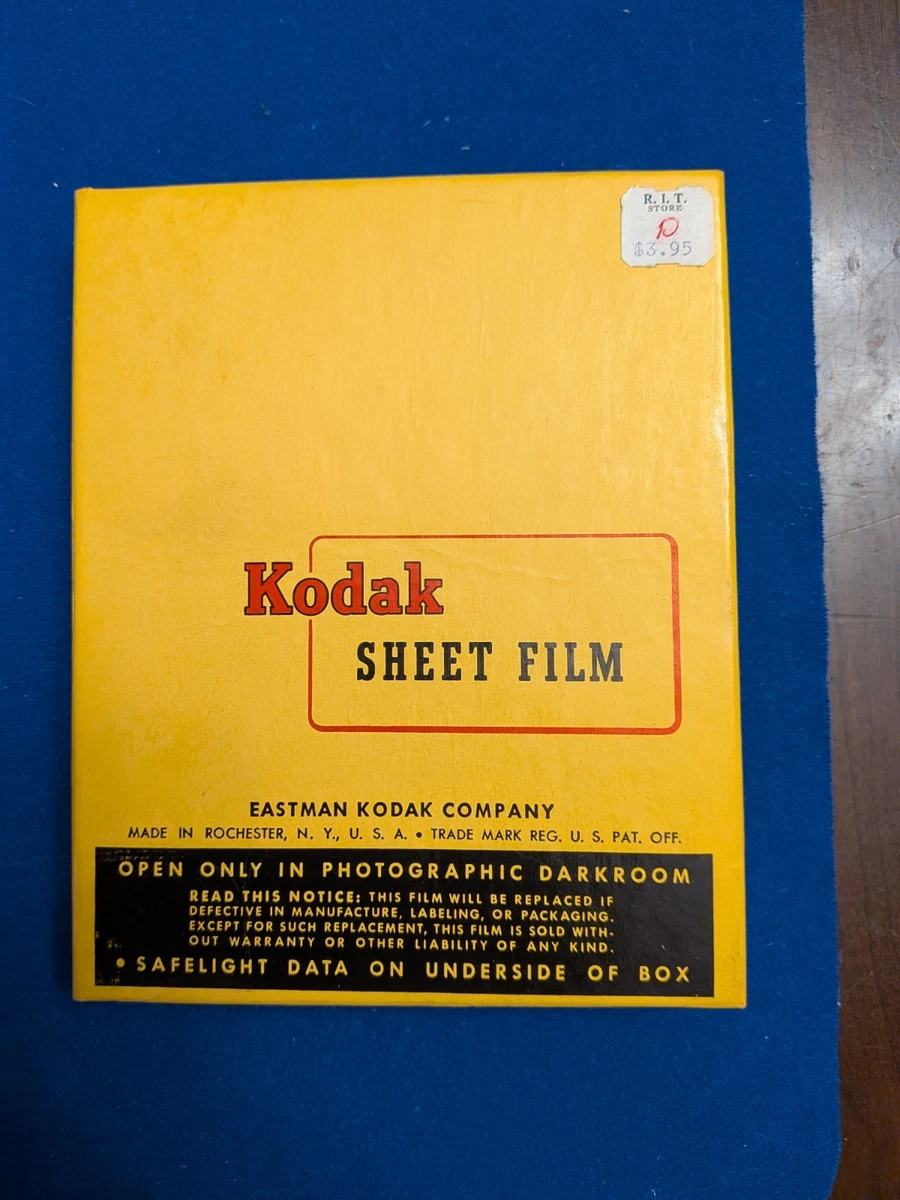 R. I. T.
STORE
$3.95
Kodak
SHEET FILM
EASTMAN KODAK COMPANY
MADE IN ROCHESTER, N. Y., U. S. A. • TRADE MARK REG. U. S. PAT. OFF.
OPEN ONLY IN PHOTOGRAPHIC DARKROOM
READ THIS NOTICE: THIS FILM WILL BE REPLACED IF
DEFECTIVE IN MANUFACTURE, LABELING, OR PACKAGING.
EXCEPT FOR SUCH REPLACEMENT, THIS FILM IS SOLD WITH-
OUT WARRANTY OR OTHER LIABILITY OF ANY KIND.
• SAFELIGHT DATA ON UNDERSIDE OF BOX